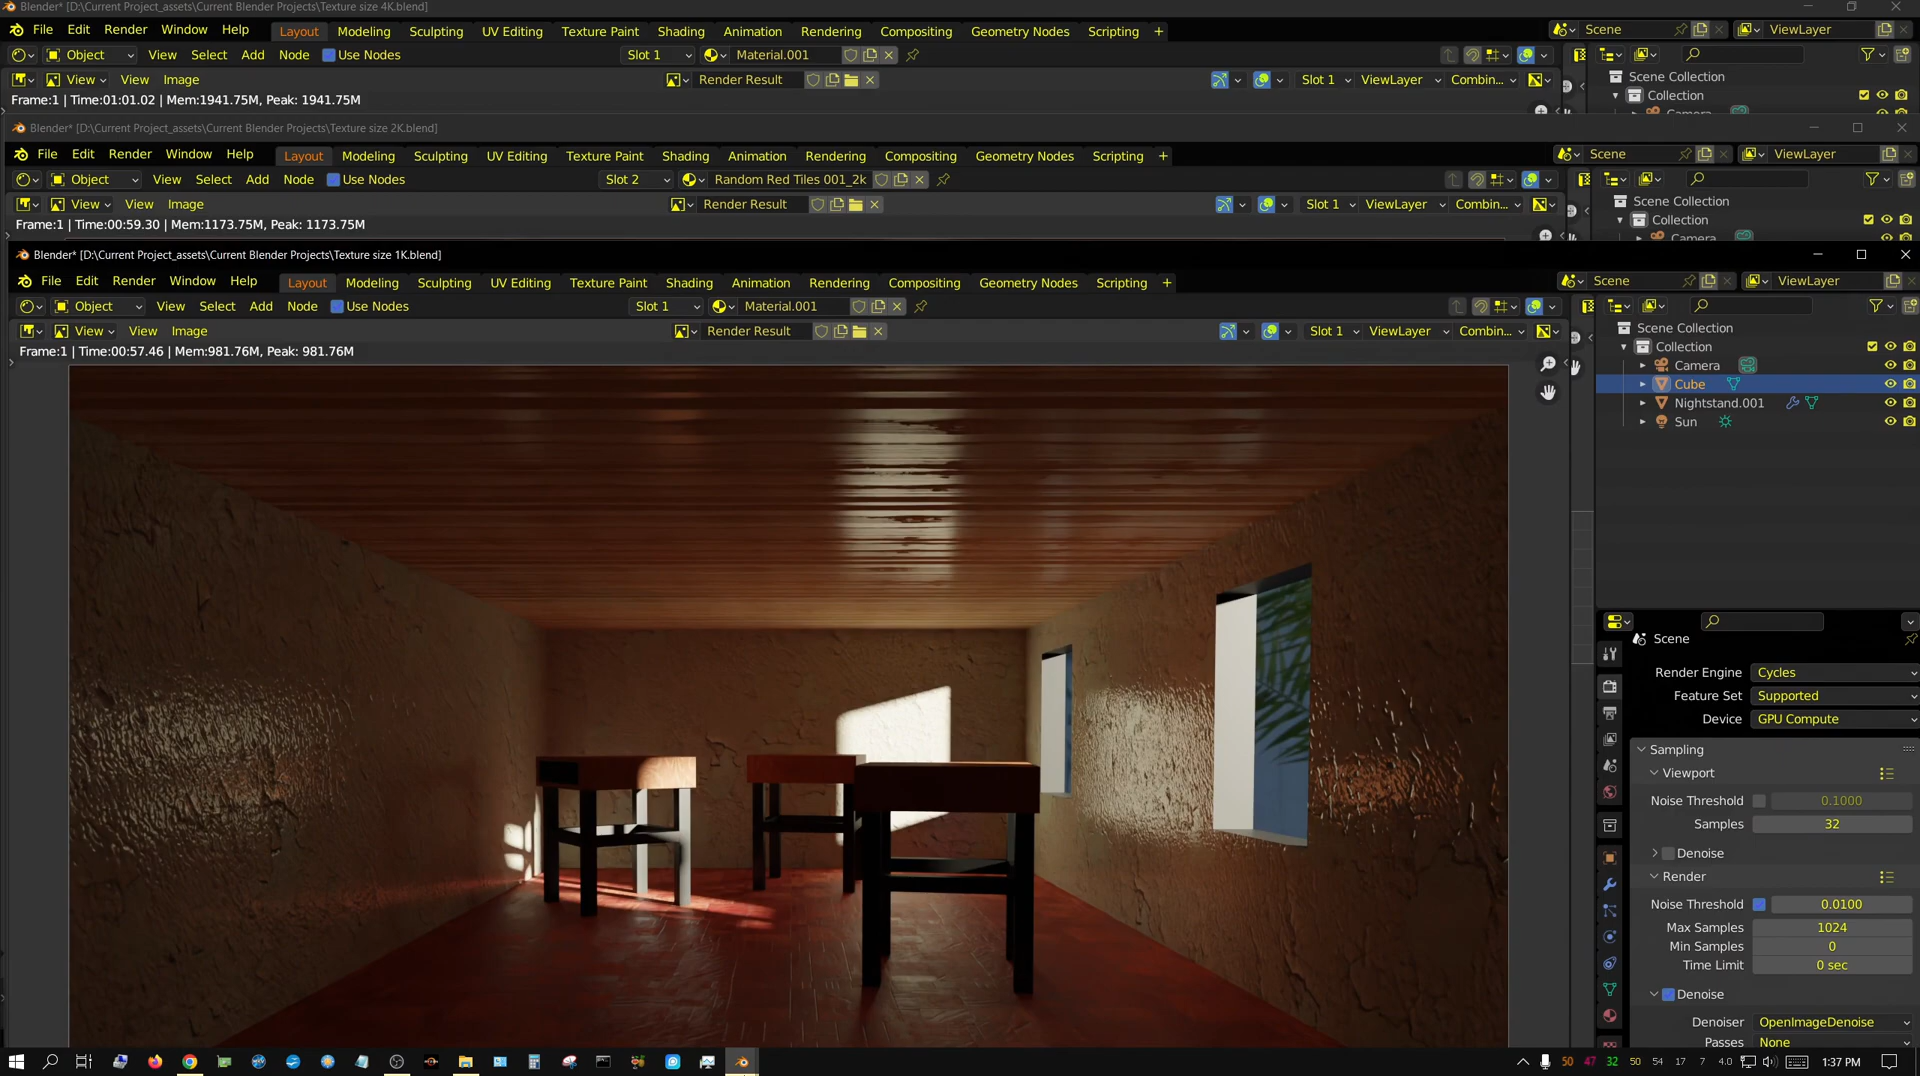 Blender* [D:\Current Project_assets\Current Blender Projects\Texture size 4K.blend]
File Edit Render Window Help Layout Modeling Sculpting UV Editing Texture Paint Shading Animation Rendering Compositing Geometry Nodes Scripting + Scene ViewLayer
Object View Select Add Node Use Nodes Slot 1 Material.001
View View Image Render Result Slot 1 ViewLayer Combin... Scene Collection
Frame:1 | Time:01:01.02 | Mem:1941.75M, Peak: 1941.75M Collection
Camera
Blender* [D:\Current Project_assets\Current Blender Projects\Texture size 2K.blend]
File Edit Render Window Help Layout Modeling Sculpting UV Editing Texture Paint Shading Animation Rendering Compositing Geometry Nodes Scripting + Scene ViewLayer
Object View Select Add Node Use Nodes Slot 2 Random Red Tiles 001_2k
View View Image Render Result Slot 1 ViewLayer Combin... Scene Collection
Frame:1 | Time:00:59.30 | Mem:1173.75M, Peak: 1173.75M Collection
Camera
Blender* [D:\Current Project_assets\Current Blender Projects\Texture size 1K.blend]
File Edit Render Window Help Layout Modeling Sculpting UV Editing Texture Paint Shading Animation Rendering Compositing Geometry Nodes Scripting + Scene ViewLayer
Object View Select Add Node Use Nodes Slot 1 Material.001
View View Image Render Result Slot 1 ViewLayer Combin... Scene Collection
Frame:1 | Time:00:57.46 | Mem:981.76M, Peak: 981.76M Collection
Camera
Cube
Nightstand.001
Sun
Scene
Render Engine Cycles
Feature Set Supported
Device GPU Compute
Sampling
Viewport
Noise Threshold 0.1000
Samples 32
Denoise
Render
Noise Threshold 0.0100
Max Samples 1024
Min Samples 0
Time Limit 0 sec
Denoise
Denoiser OpenImageDenoise
Passes None
50 47 32 50 54 17 7 4.0 1:37 PM